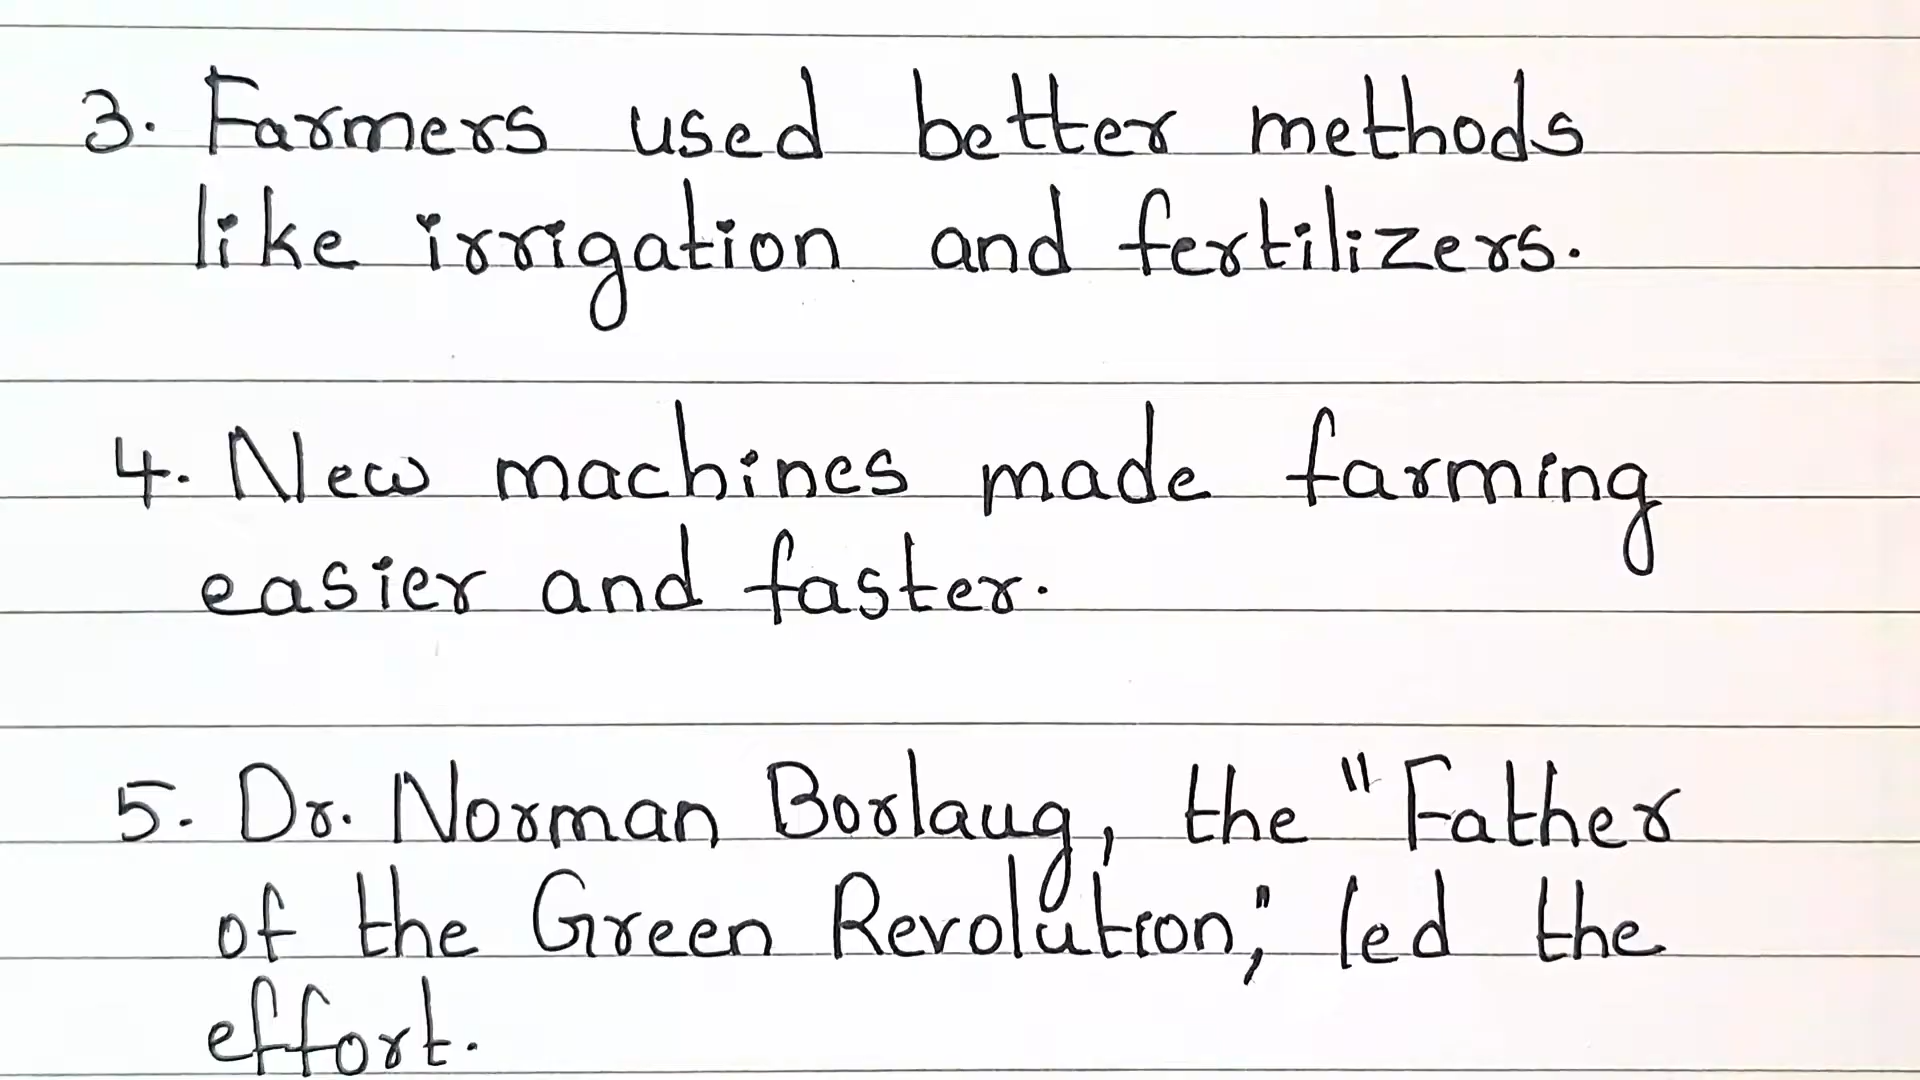 3. Farmers used better methods
like irrigation and fertilizers.
4. New machines made farming
easier and faster.
5. Dr. Norman Borlaug, the "Father
of the Green Revolution," led the
effort.